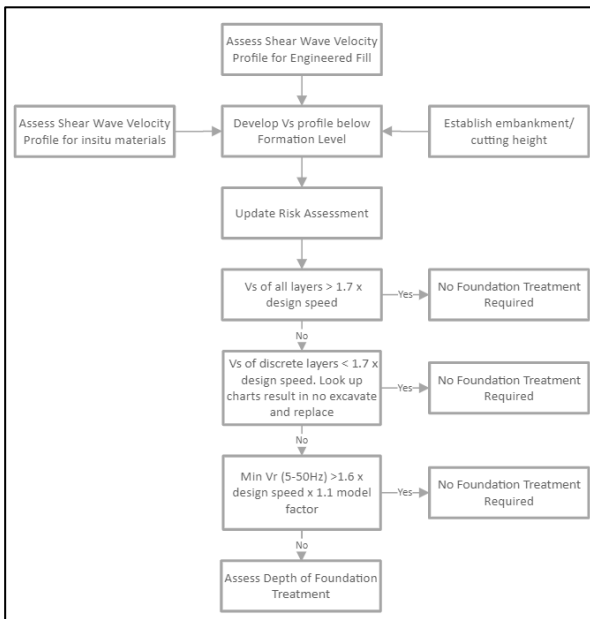 Assess Shear Wave Velocity
Profile for Engineered Fill
Assess Shear Wave Velocity
Profile for insitu materials
Develop Vs profile below
Formation Level
Establish embankment/
cutting height
Update Risk Assessment
Vs of all layers > 1.7 x
design speed
Yes
No Foundation Treatment
Required
No
Vs of discrete layers < 1.7 x
design speed. Look up
charts result in no excavate
and replace
Yes
No Foundation Treatment
Required
No
Min Vr (5-50Hz) >1.6 x
design speed x 1.1 model
factor
Yes
No Foundation Treatment
Required
No
Assess Depth of Foundation
Treatment